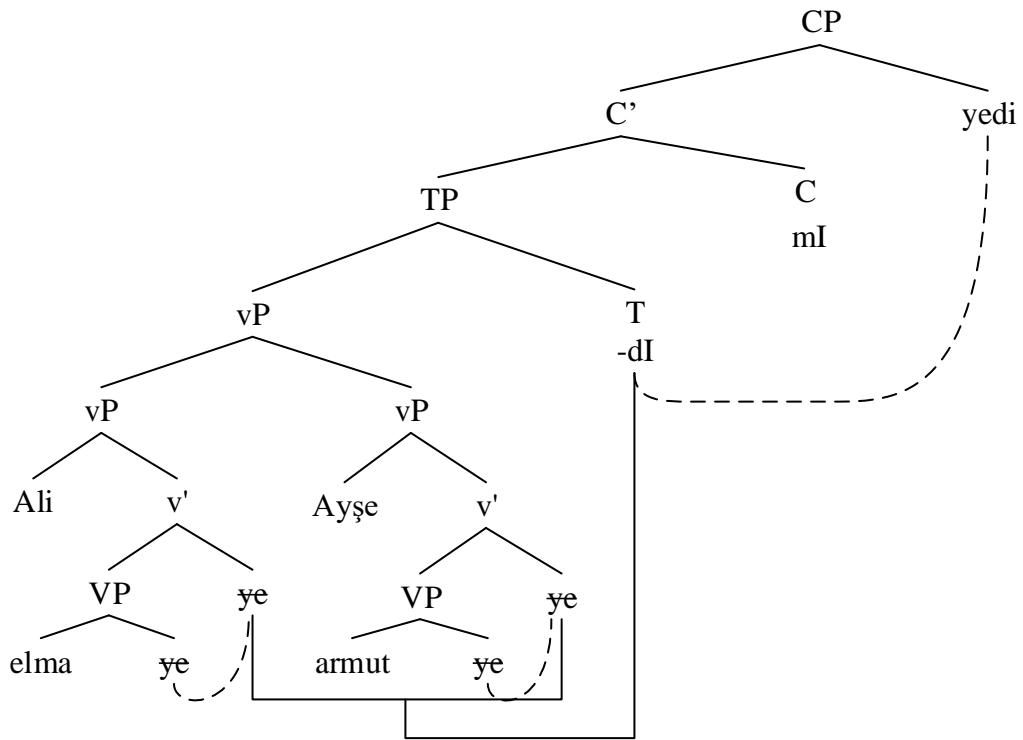 CP
C’ yedi
TP C
mI
vP T
-dI
vP vP
Ali v' Ayşe v'
VP ye VP ye
elma ye armut ye